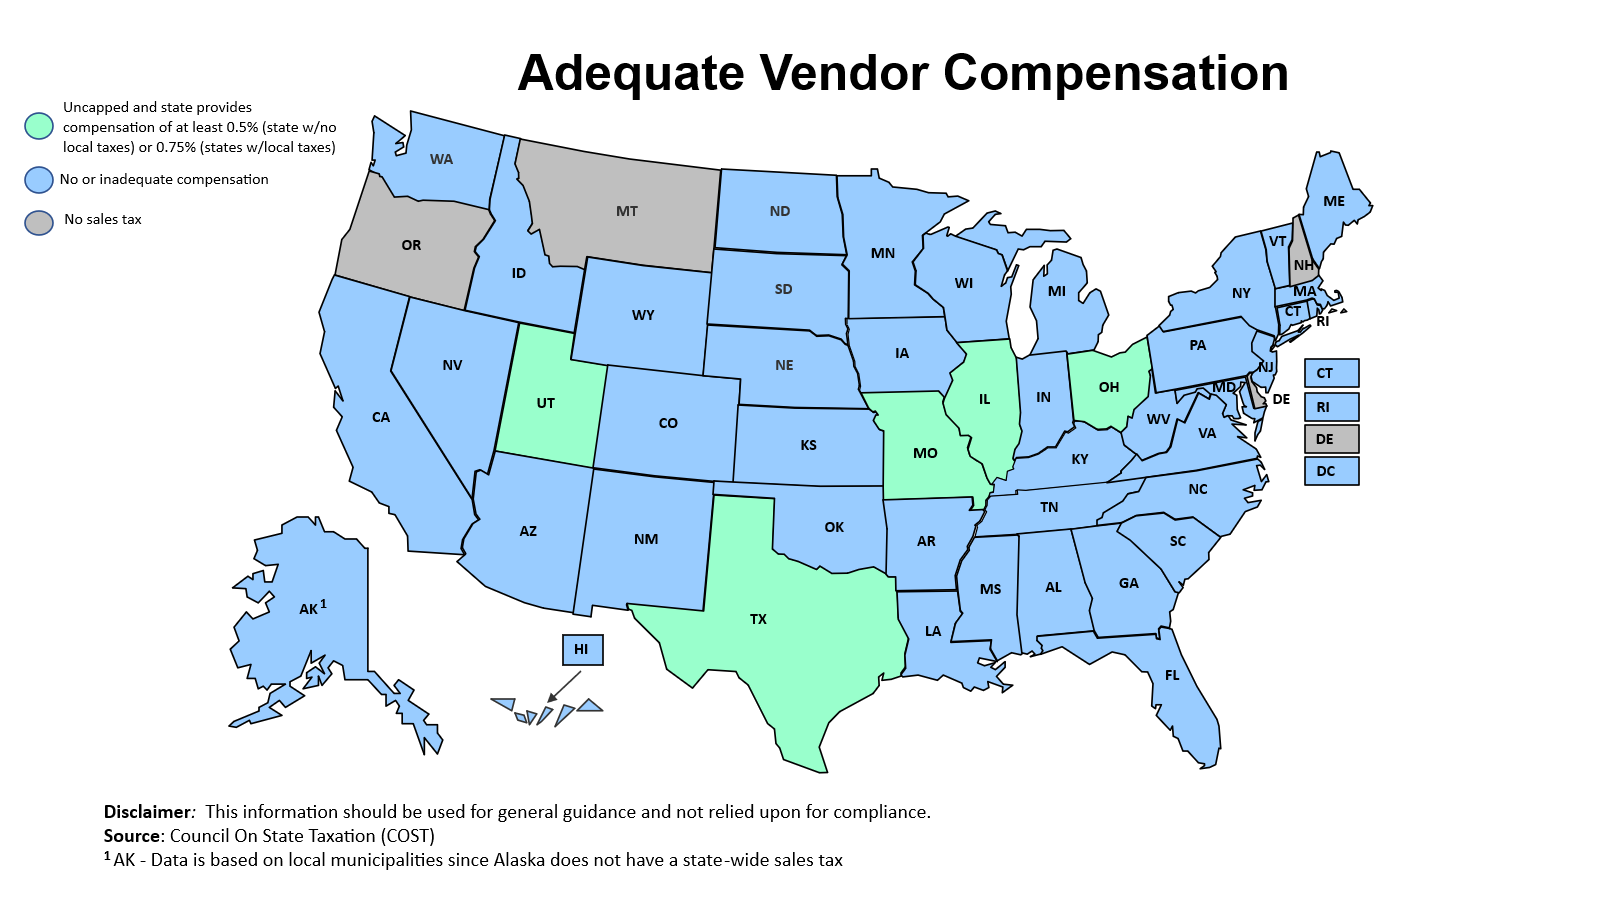 Adequate Vendor Compensation
Uncapped and state provides
compensation of at least 0.5% (state w/no
local taxes) or 0.75% (states w/local taxes)
No or inadequate compensation
No sales tax
WA
MT
ND
OR
ID
SD
MN
WI
MI
ME
VT
NH
NY
MA
CT
RI
WY
IA
NE
NV
UT
CO
CA
KS
MO
IL
IN
OH
PA
NJ
MD
DE
WV
VA
KY
CT
RI
DE
DC
NC
TN
AZ
NM
OK
AR
SC
MS
AL
GA
LA
TX
FL
AK¹
HI
Disclaimer: This information should be used for general guidance and not relied upon for compliance.
Source: Council On State Taxation (COST)
¹ AK - Data is based on local municipalities since Alaska does not have a state-wide sales tax